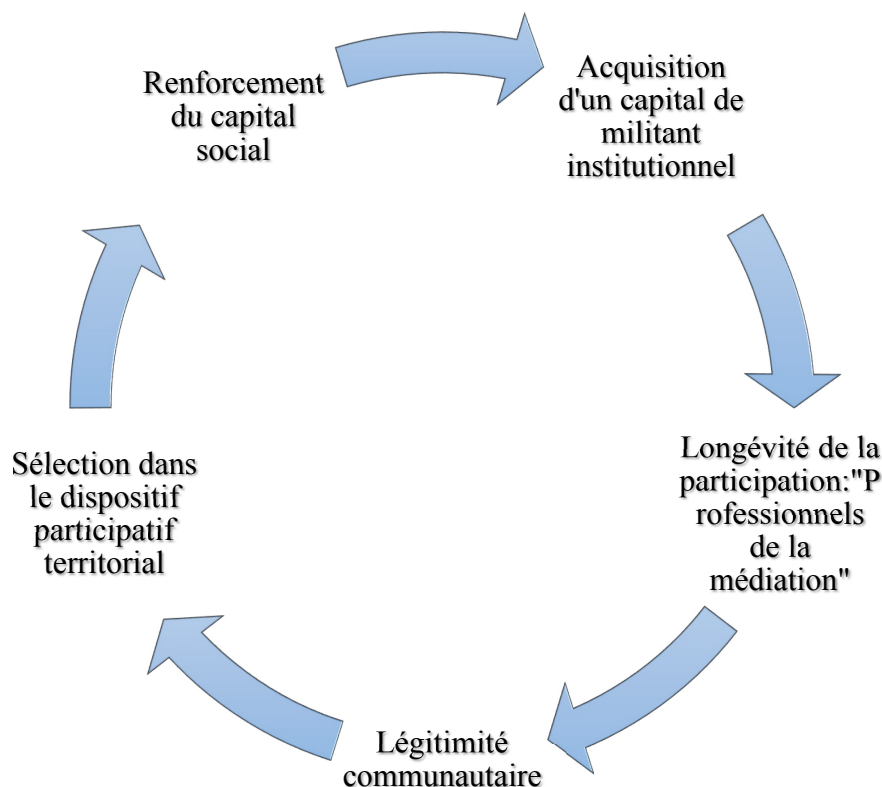 Renforcement
du capital
social
Acquisition
d'un capital de
militant
institutionnel
Longévité de la
participation:"P
rofessionnels
de la
médiation"
Légitimité
communautaire
Sélection dans
le dispositif
participatif
territorial